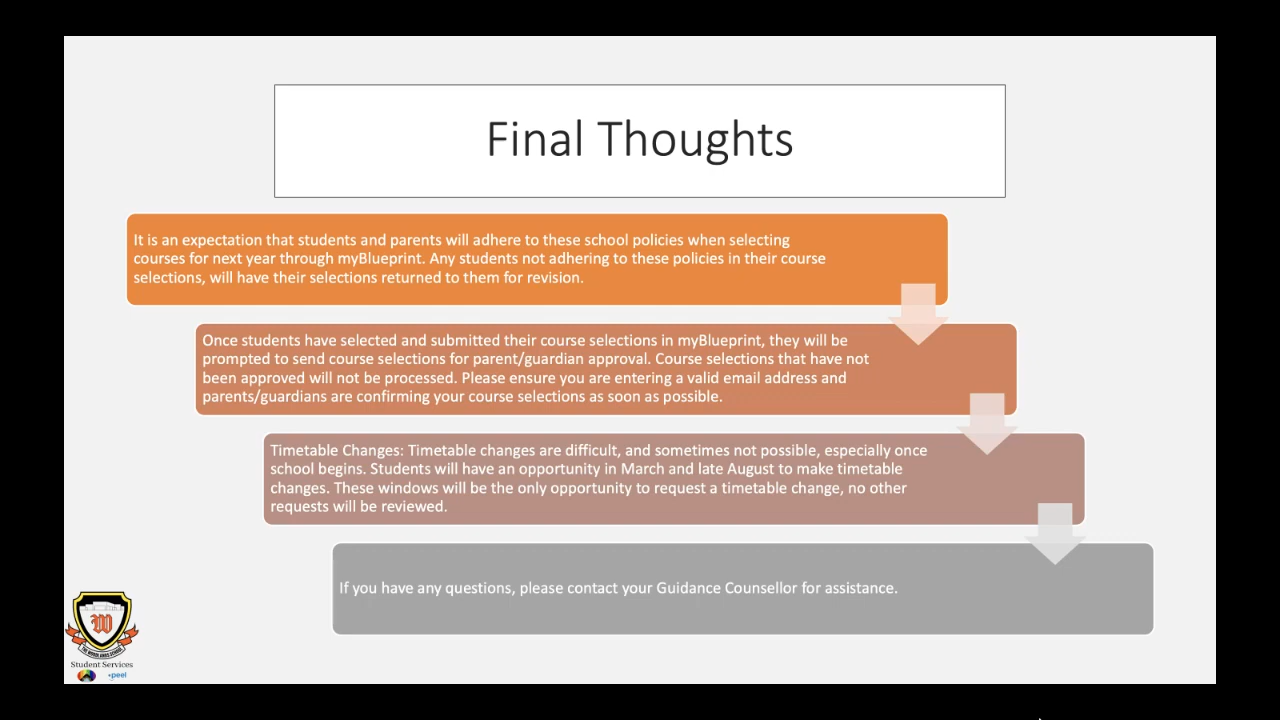 Final Thoughts
It is an expectation that students and parents will adhere to these school policies when selecting
courses for next year through myBlueprint. Any students not adhering to these policies in their course
selections, will have their selections returned to them for revision.
Once students have selected and submitted their course selections in myBlueprint, they will be
prompted to send course selections for parent/guardian approval. Course selections that have not
been approved will not be processed. Please ensure you are entering a valid email address and
parents/guardians are confirming your course selections as soon as possible.
Timetable Changes: Timetable changes are difficult, and sometimes not possible, especially once
school begins. Students will have an opportunity in March and late August to make timetable
changes. These windows will be the only opportunity to request a timetable change, no other
requests will be reviewed.
If you have any questions, please contact your Guidance Counsellor for assistance.
W
THE WOODLANDS SCHOOL
Student Services
peel